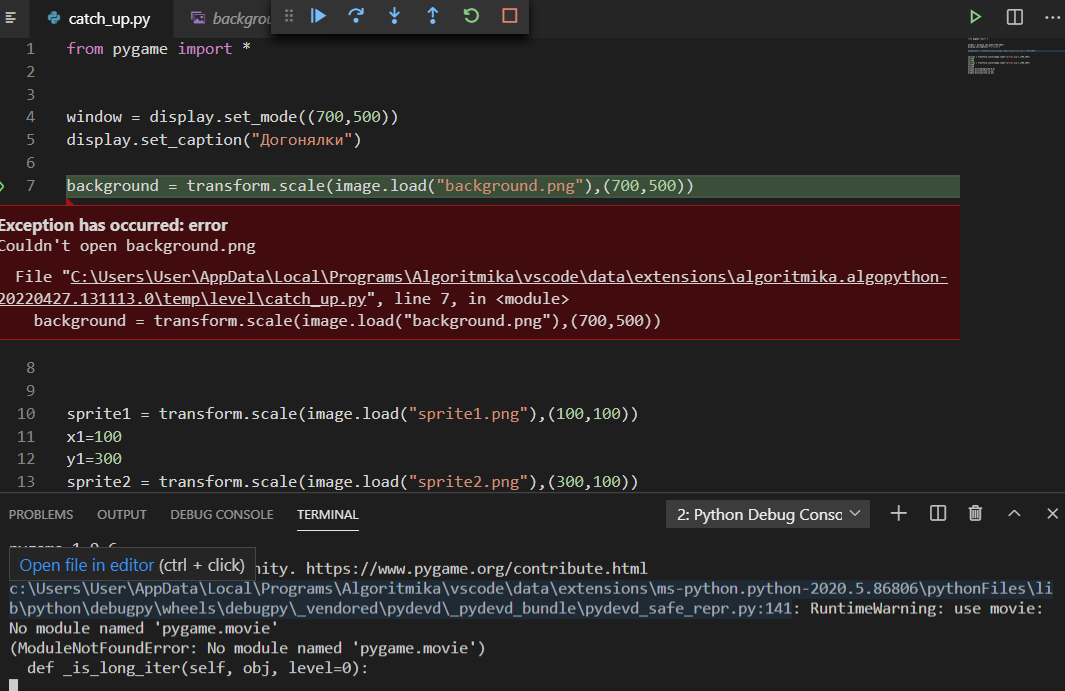 catch_up.py backgrou
1 from pygame import *
2
3
4 window = display.set_mode((700,500))
5 display.set_caption("Догонялки")
6
7 background = transform.scale(image.load("background.png"),(700,500))
Exception has occurred: error
Couldn't open background.png
File "C:\Users\User\AppData\Local\Programs\Algoritmika\vscode\data\extensions\algoritmika.algopython-
20220427.131113.0\temp\level\catch_up.py", line 7, in <module>
background = transform.scale(image.load("background.png"),(700,500))
8
9
10 sprite1 = transform.scale(image.load("sprite1.png"),(100,100))
11 x1=100
12 y1=300
13 sprite2 = transform.scale(image.load("sprite2.png"),(300,100))
PROBLEMS OUTPUT DEBUG CONSOLE TERMINAL 2: Python Debug Consc
Open file in editor (ctrl + click) nity. https://www.pygame.org/contribute.html
c:\Users\User\AppData\Local\Programs\Algoritmika\vscode\data\extensions\ms-python.python-2020.5.86806\pythonFiles\li
b\python\debugpy\wheels\debugpy\_vendored\pydevd\_pydevd_bundle\pydevd_safe_repr.py:141: RuntimeWarning: use movie:
No module named 'pygame.movie'
(ModuleNotFoundError: No module named 'pygame.movie')
def _is_long_iter(self, obj, level=0):